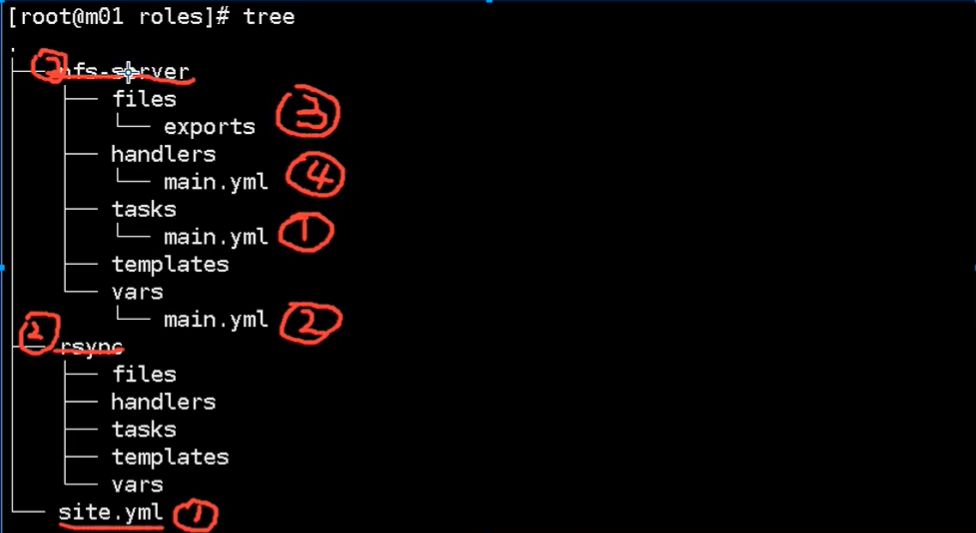 [root@m01 roles]# tree
.
├── nfs-server
│   ├── files
│   │   └── exports ③
│   ├── handlers
│   │   └── main.yml ④
│   ├── tasks
│   │   └── main.yml ①
│   ├── templates
│   └── vars
│       └── main.yml ②
② ├── rsync
│   ├── files
│   ├── handlers
│   ├── tasks
│   ├── templates
│   └── vars
└── site.yml ①